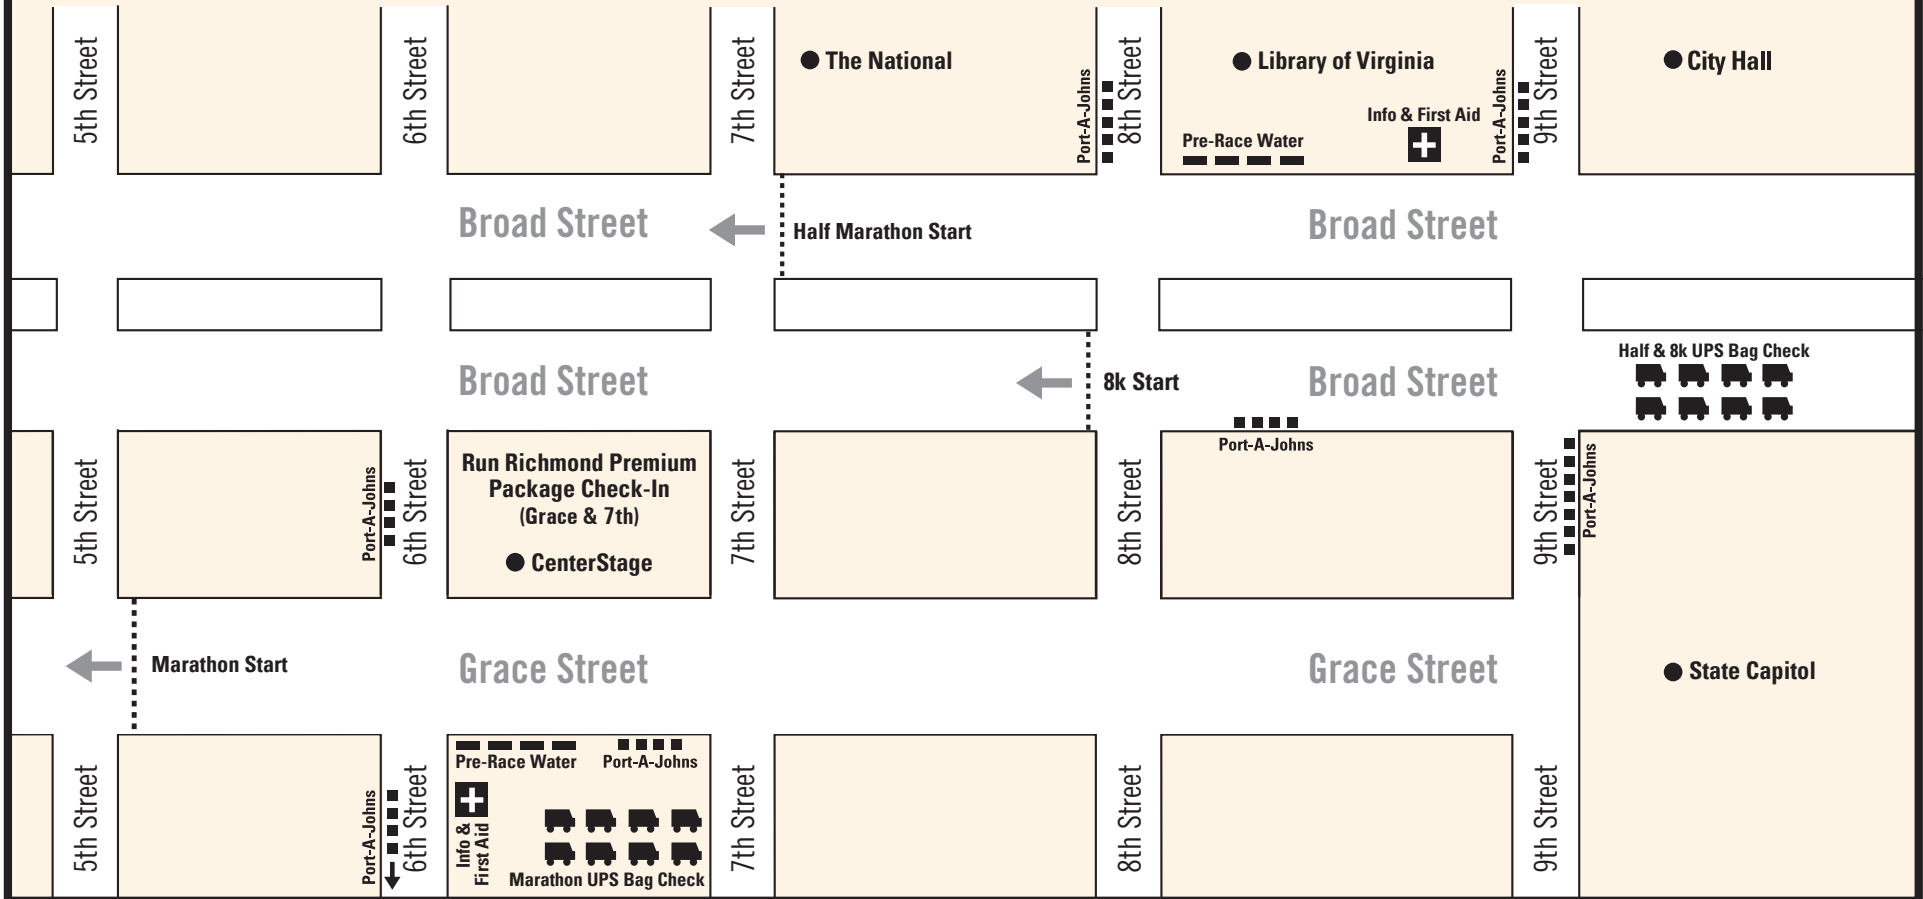 5th Street
6th Street
7th Street
The National
Port-A-Johns
8th Street
Library of Virginia
Info & First Aid
Pre-Race Water
Port-A-Johns
9th Street
City Hall
Broad Street
Half Marathon Start
Broad Street
Broad Street
8k Start
Broad Street
Half & 8k UPS Bag Check
5th Street
Port-A-Johns
6th Street
Run Richmond Premium
Package Check-In
(Grace & 7th)
CenterStage
7th Street
8th Street
Port-A-Johns
9th Street
Port-A-Johns
Marathon Start
Grace Street
Grace Street
State Capitol
5th Street
Port-A-Johns
6th Street
Pre-Race Water
Port-A-Johns
Info &
First Aid
Marathon UPS Bag Check
7th Street
8th Street
9th Street